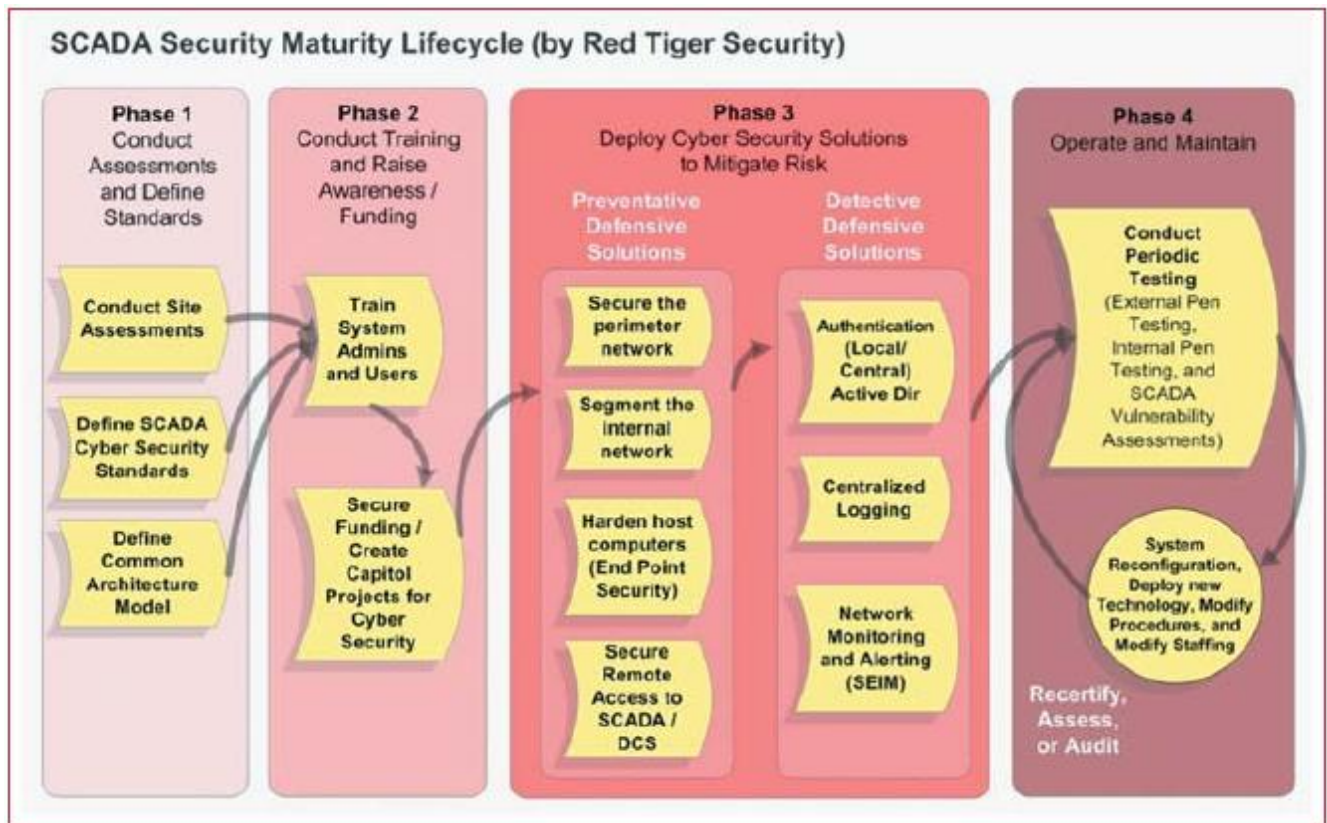 SCADA Security Maturity Lifecycle (by Red Tiger Security)
Phase 1
Conduct
Assessments
and Define
Standards
Conduct Site
Assessments
Define SCADA
Cyber Security
Standards
Define
Common
Architecture
Model
Phase 2
Conduct Training
and Raise
Awareness /
Funding
Train
System
Admins
and Users
Secure
Funding /
Create
Capitol
Projects for
Cyber
Security
Phase 3
Deploy Cyber Security Solutions
to Mitigate Risk
Preventative
Defensive
Solutions
Secure the
perimeter
network
Segment the
internal
network
Harden host
computers
(End Point
Security)
Secure
Remote
Access to
SCADA /
DCS
Detective
Defensive
Solutions
Authentication
(Local/
Central)
Active Dir
Centralized
Logging
Network
Monitoring
and Alerting
(SEIM)
Phase 4
Operate and Maintain
Conduct
Periodic
Testing
(External Pen
Testing,
Internal Pen
Testing, and
SCADA
Vulnerability
Assessments)
System
Reconfiguration,
Deploy new
Technology, Modify
Procedures, and
Modify Staffing
Recertify,
Assess,
or Audit